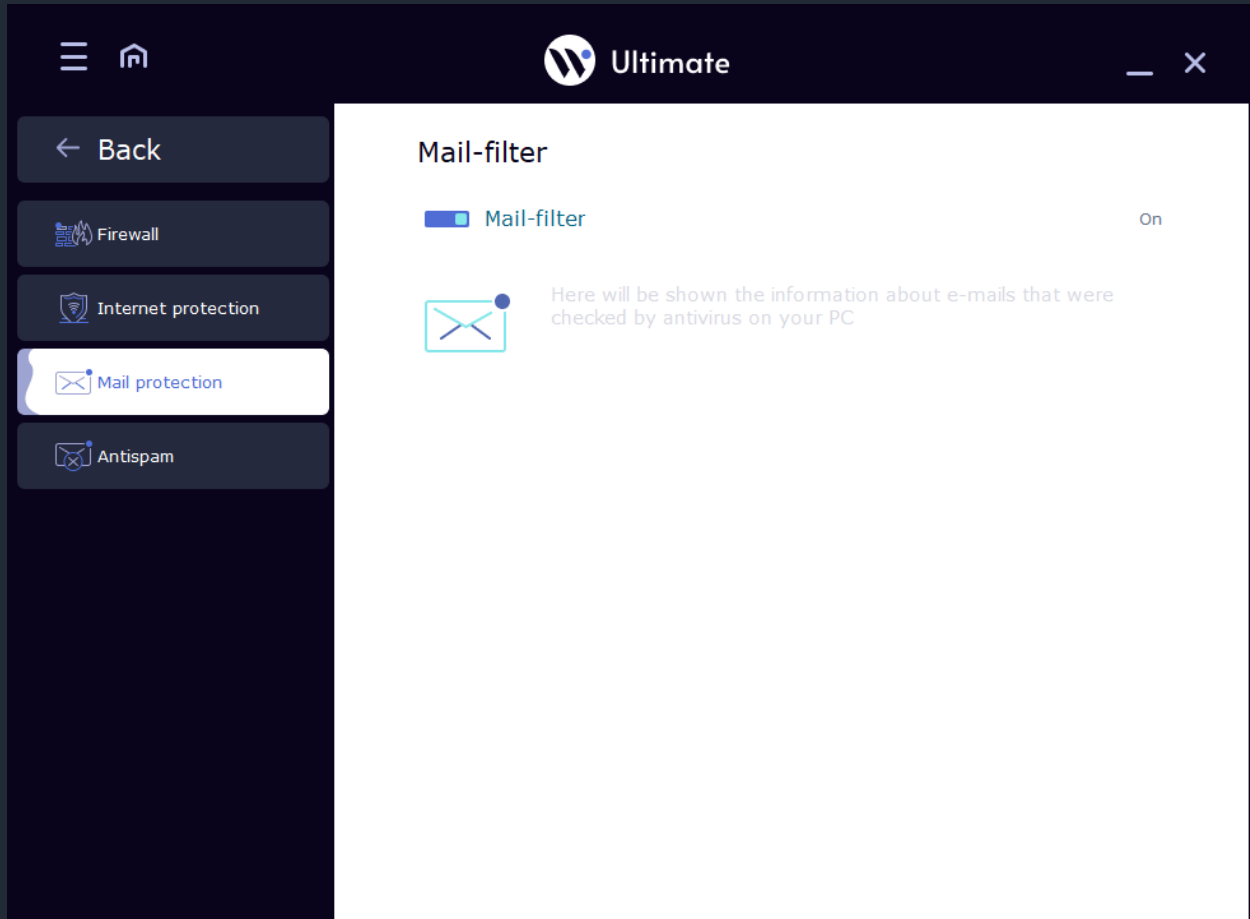 Ultimate
Back
Firewall
Internet protection
Mail protection
Antispam
Mail-filter
Mail-filter
On
Here will be shown the information about e-mails that were
checked by antivirus on your PC